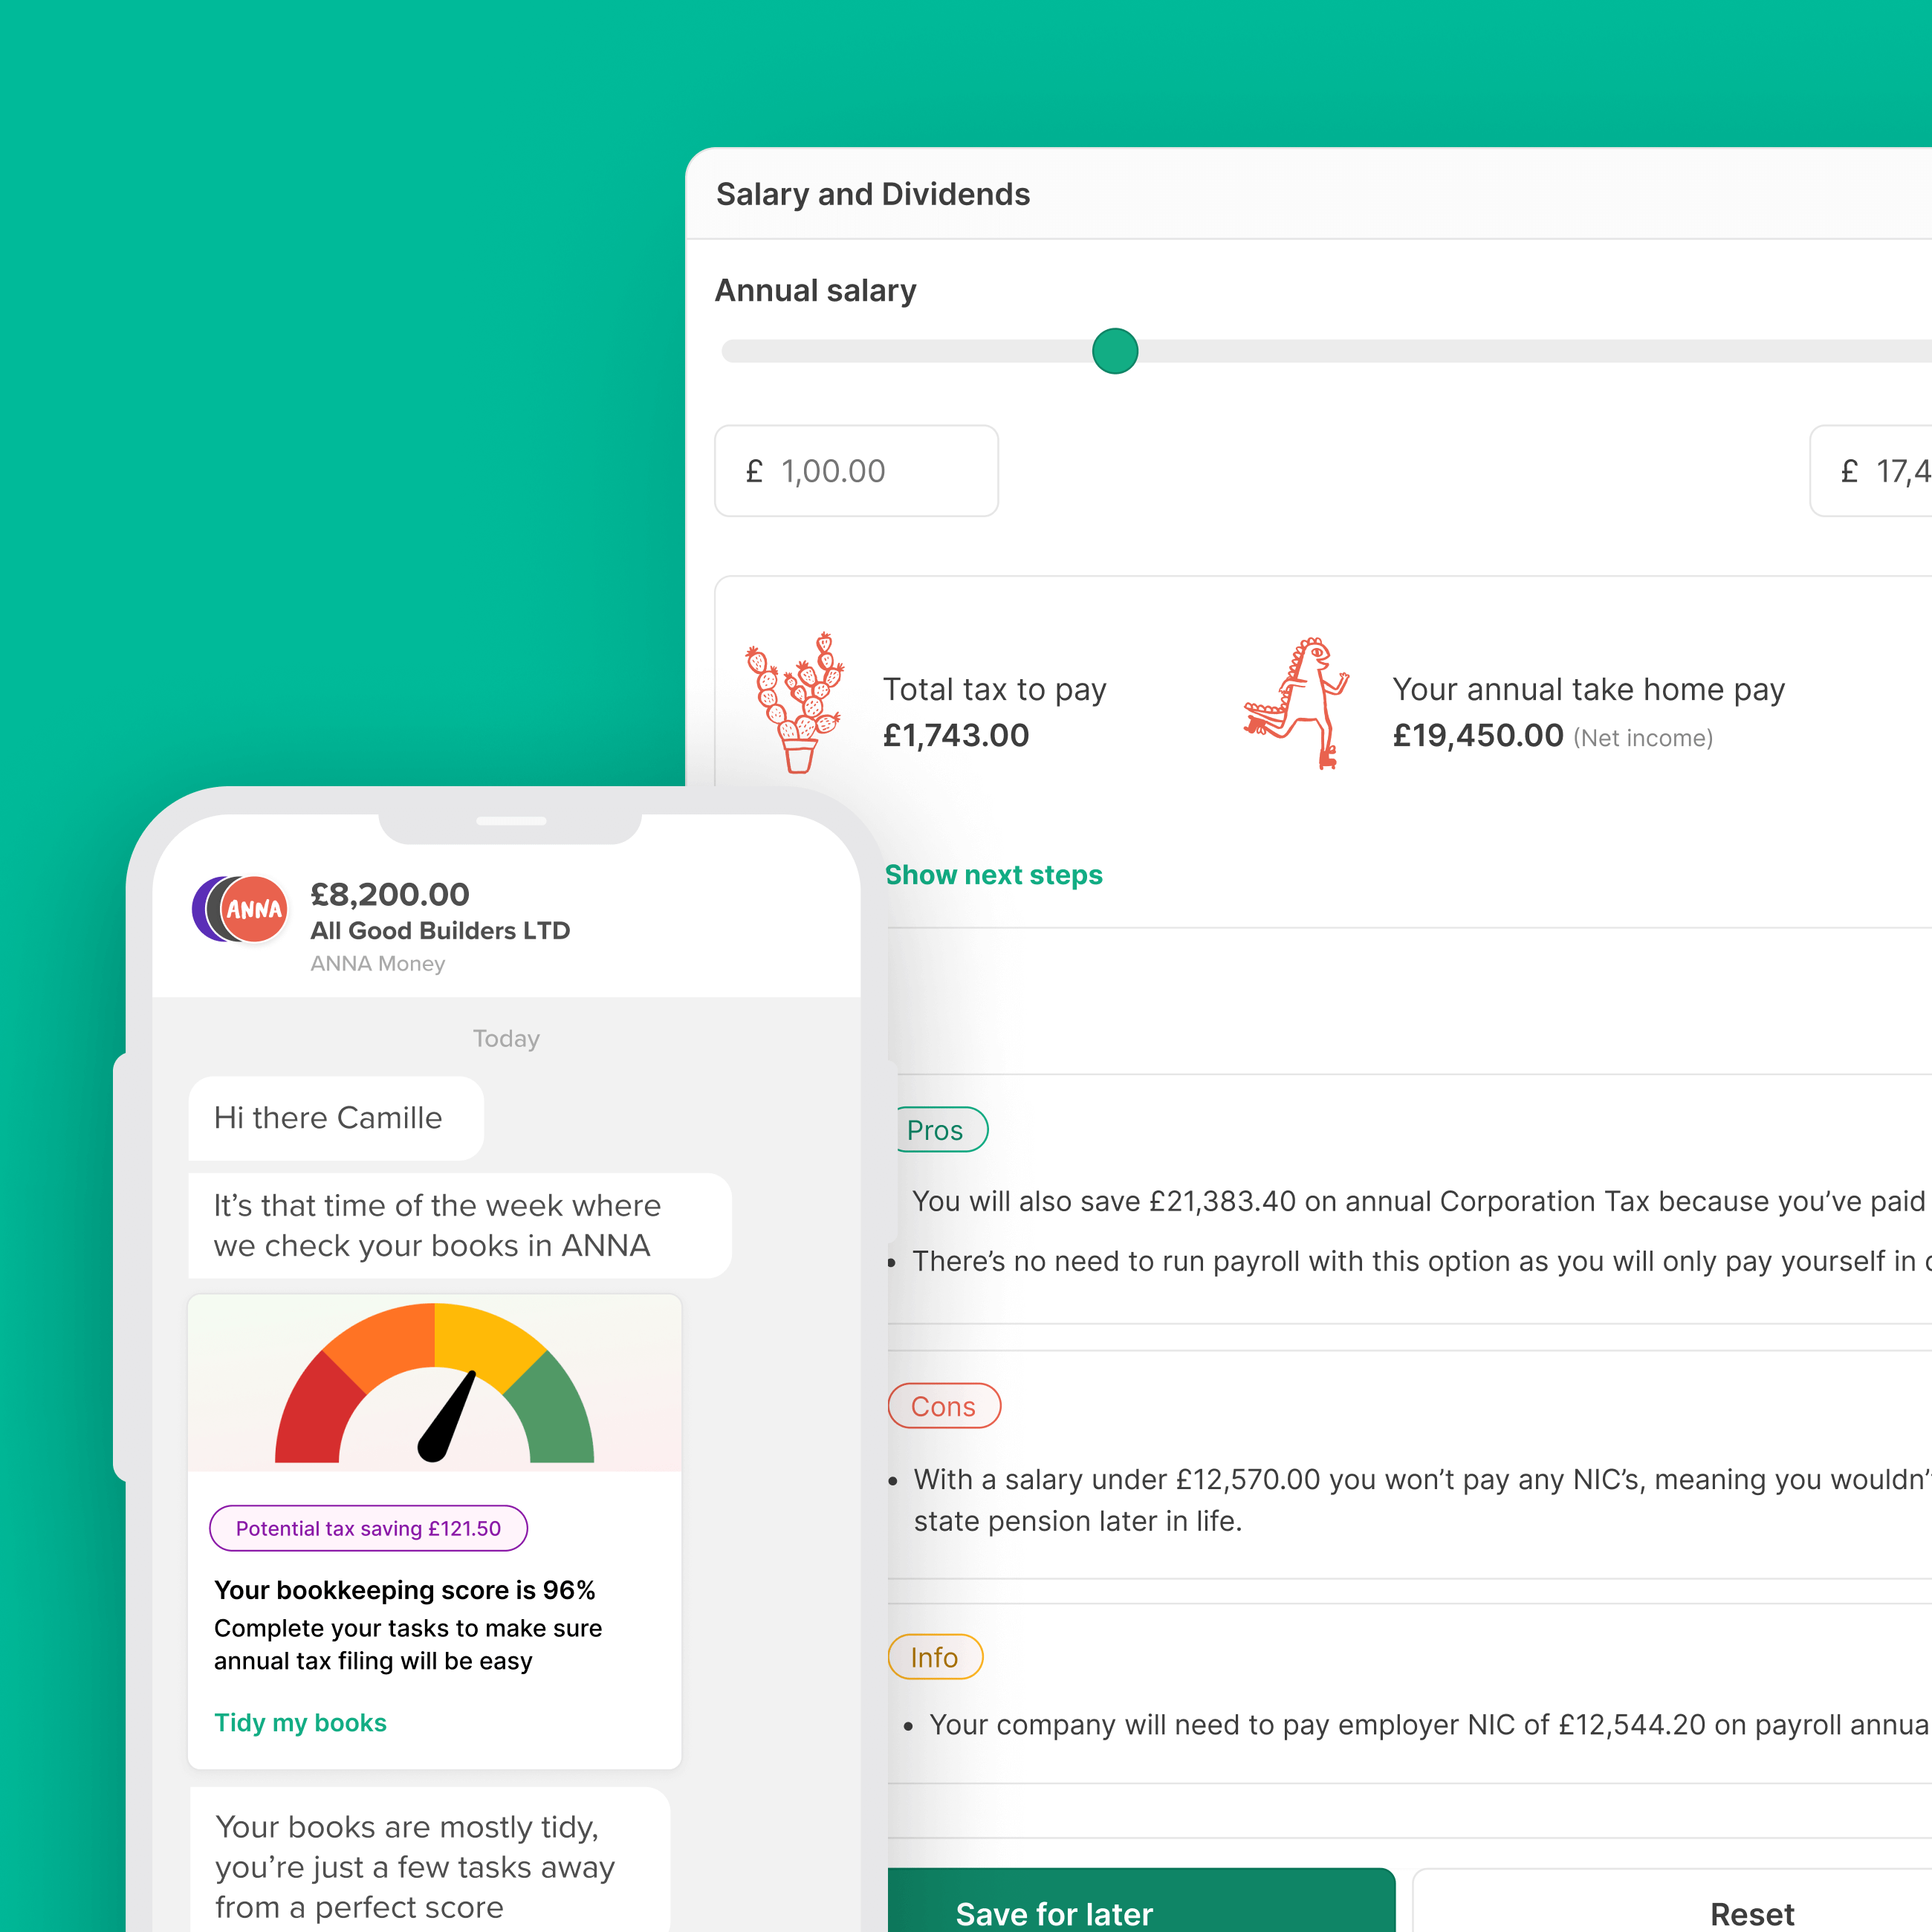 Salary and Dividends
Annual salary
£ 1,00.00
£ 17,4
Total tax to pay
£1,743.00
Your annual take home pay
£19,450.00 (Net income)
Show next steps
Pros
You will also save £21,383.40 on annual Corporation Tax because you’ve paid
• There’s no need to run payroll with this option as you will only pay yourself in
Cons
• With a salary under £12,570.00 you won’t pay any NIC’s, meaning you wouldn’
state pension later in life.
Info
• Your company will need to pay employer NIC of £12,544.20 on payroll annua
Save for later
Reset
ANNA
£8,200.00
All Good Builders LTD
ANNA Money
Today
Hi there Camille
It’s that time of the week where
we check your books in ANNA
Potential tax saving £121.50
Your bookkeeping score is 96%
Complete your tasks to make sure
annual tax filing will be easy
Tidy my books
Your books are mostly tidy,
you’re just a few tasks away
from a perfect score